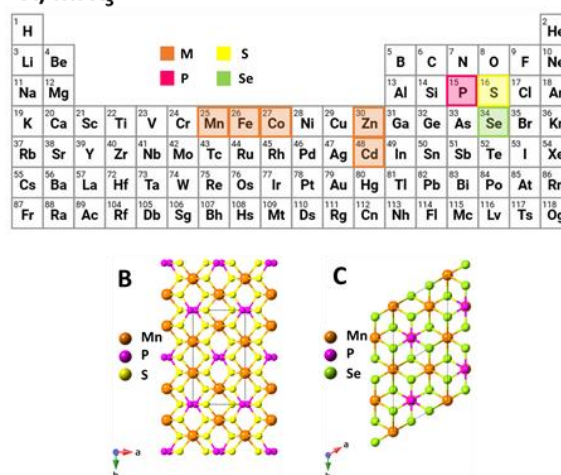 1 2
H He
3 4 5 6 7 8 9 10
Li Be B C N O F Ne
11 12 13 14 15 16 17 18
Na Mg Al Si P S Cl Ar
M S
P Se
19 20 21 22 23 24 25 26 27 28 29 30 31 32 33 34 35 36
K Ca Sc Ti V Cr Mn Fe Co Ni Cu Zn Ga Ge As Se Br Kr
37 38 39 40 41 42 43 44 45 46 47 48 49 50 51 52 53 54
Rb Sr Y Zr Nb Mo Tc Ru Rh Pd Ag Cd In Sn Sb Te I Xe
55 56 57 72 73 74 75 76 77 78 79 80 81 82 83 84 85 86
Cs Ba La Hf Ta W Re Os Ir Pt Au Hg Tl Pb Bi Po At Rn
87 88 89 104 105 106 107 108 109 110 111 112 113 114 115 116 117 118
Fr Ra Ac Rf Db Sg Bh Hs Mt Ds Rg Cn Nh Fl Mc Lv Ts Og
B
Mn
P
S
a
C
Mn
P
Se
a